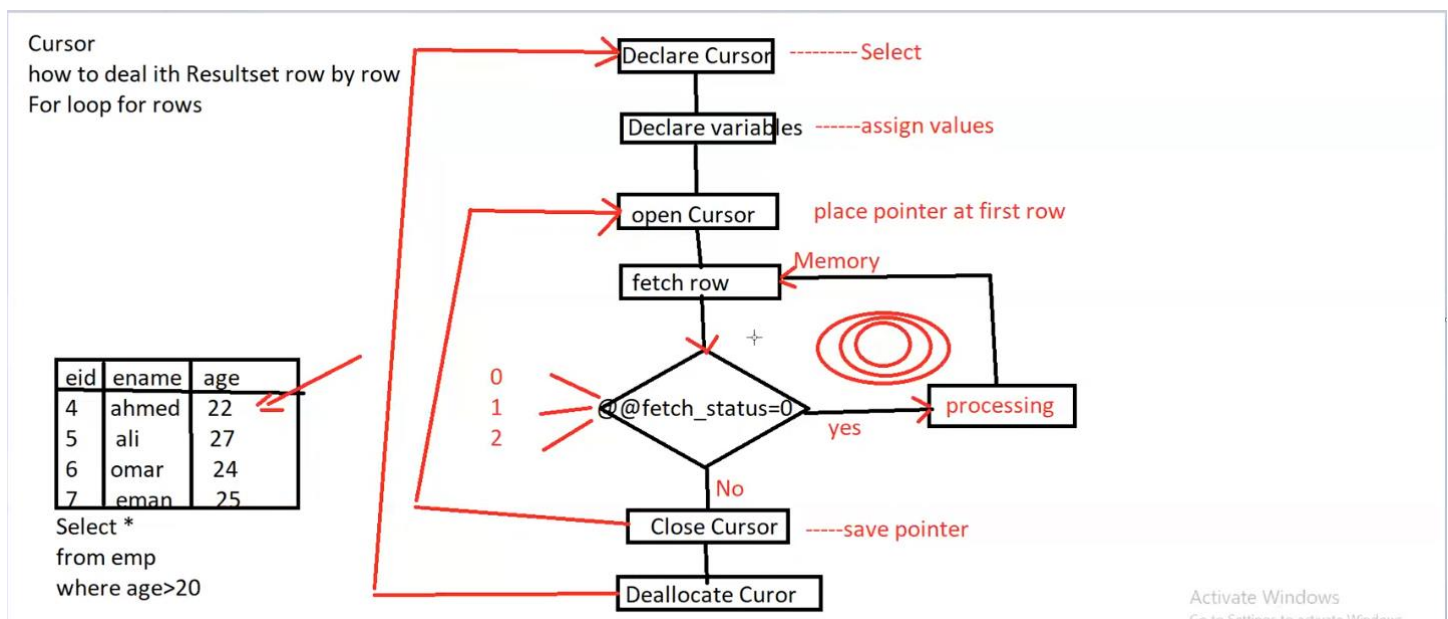 Cursor
how to deal ith Resultset row by row
For loop for rows
Declare Cursor --------- Select
Declare variables ------assign values
open Cursor
place pointer at first row
Memory
fetch row
0
1
2
@@fetch_status=0
yes
processing
No
Close Cursor -----save pointer
Deallocate Curor
eid ename age
4 ahmed 22
5 ali 27
6 omar 24
7 eman 25
Select *
from emp
where age>20
Activate Windows